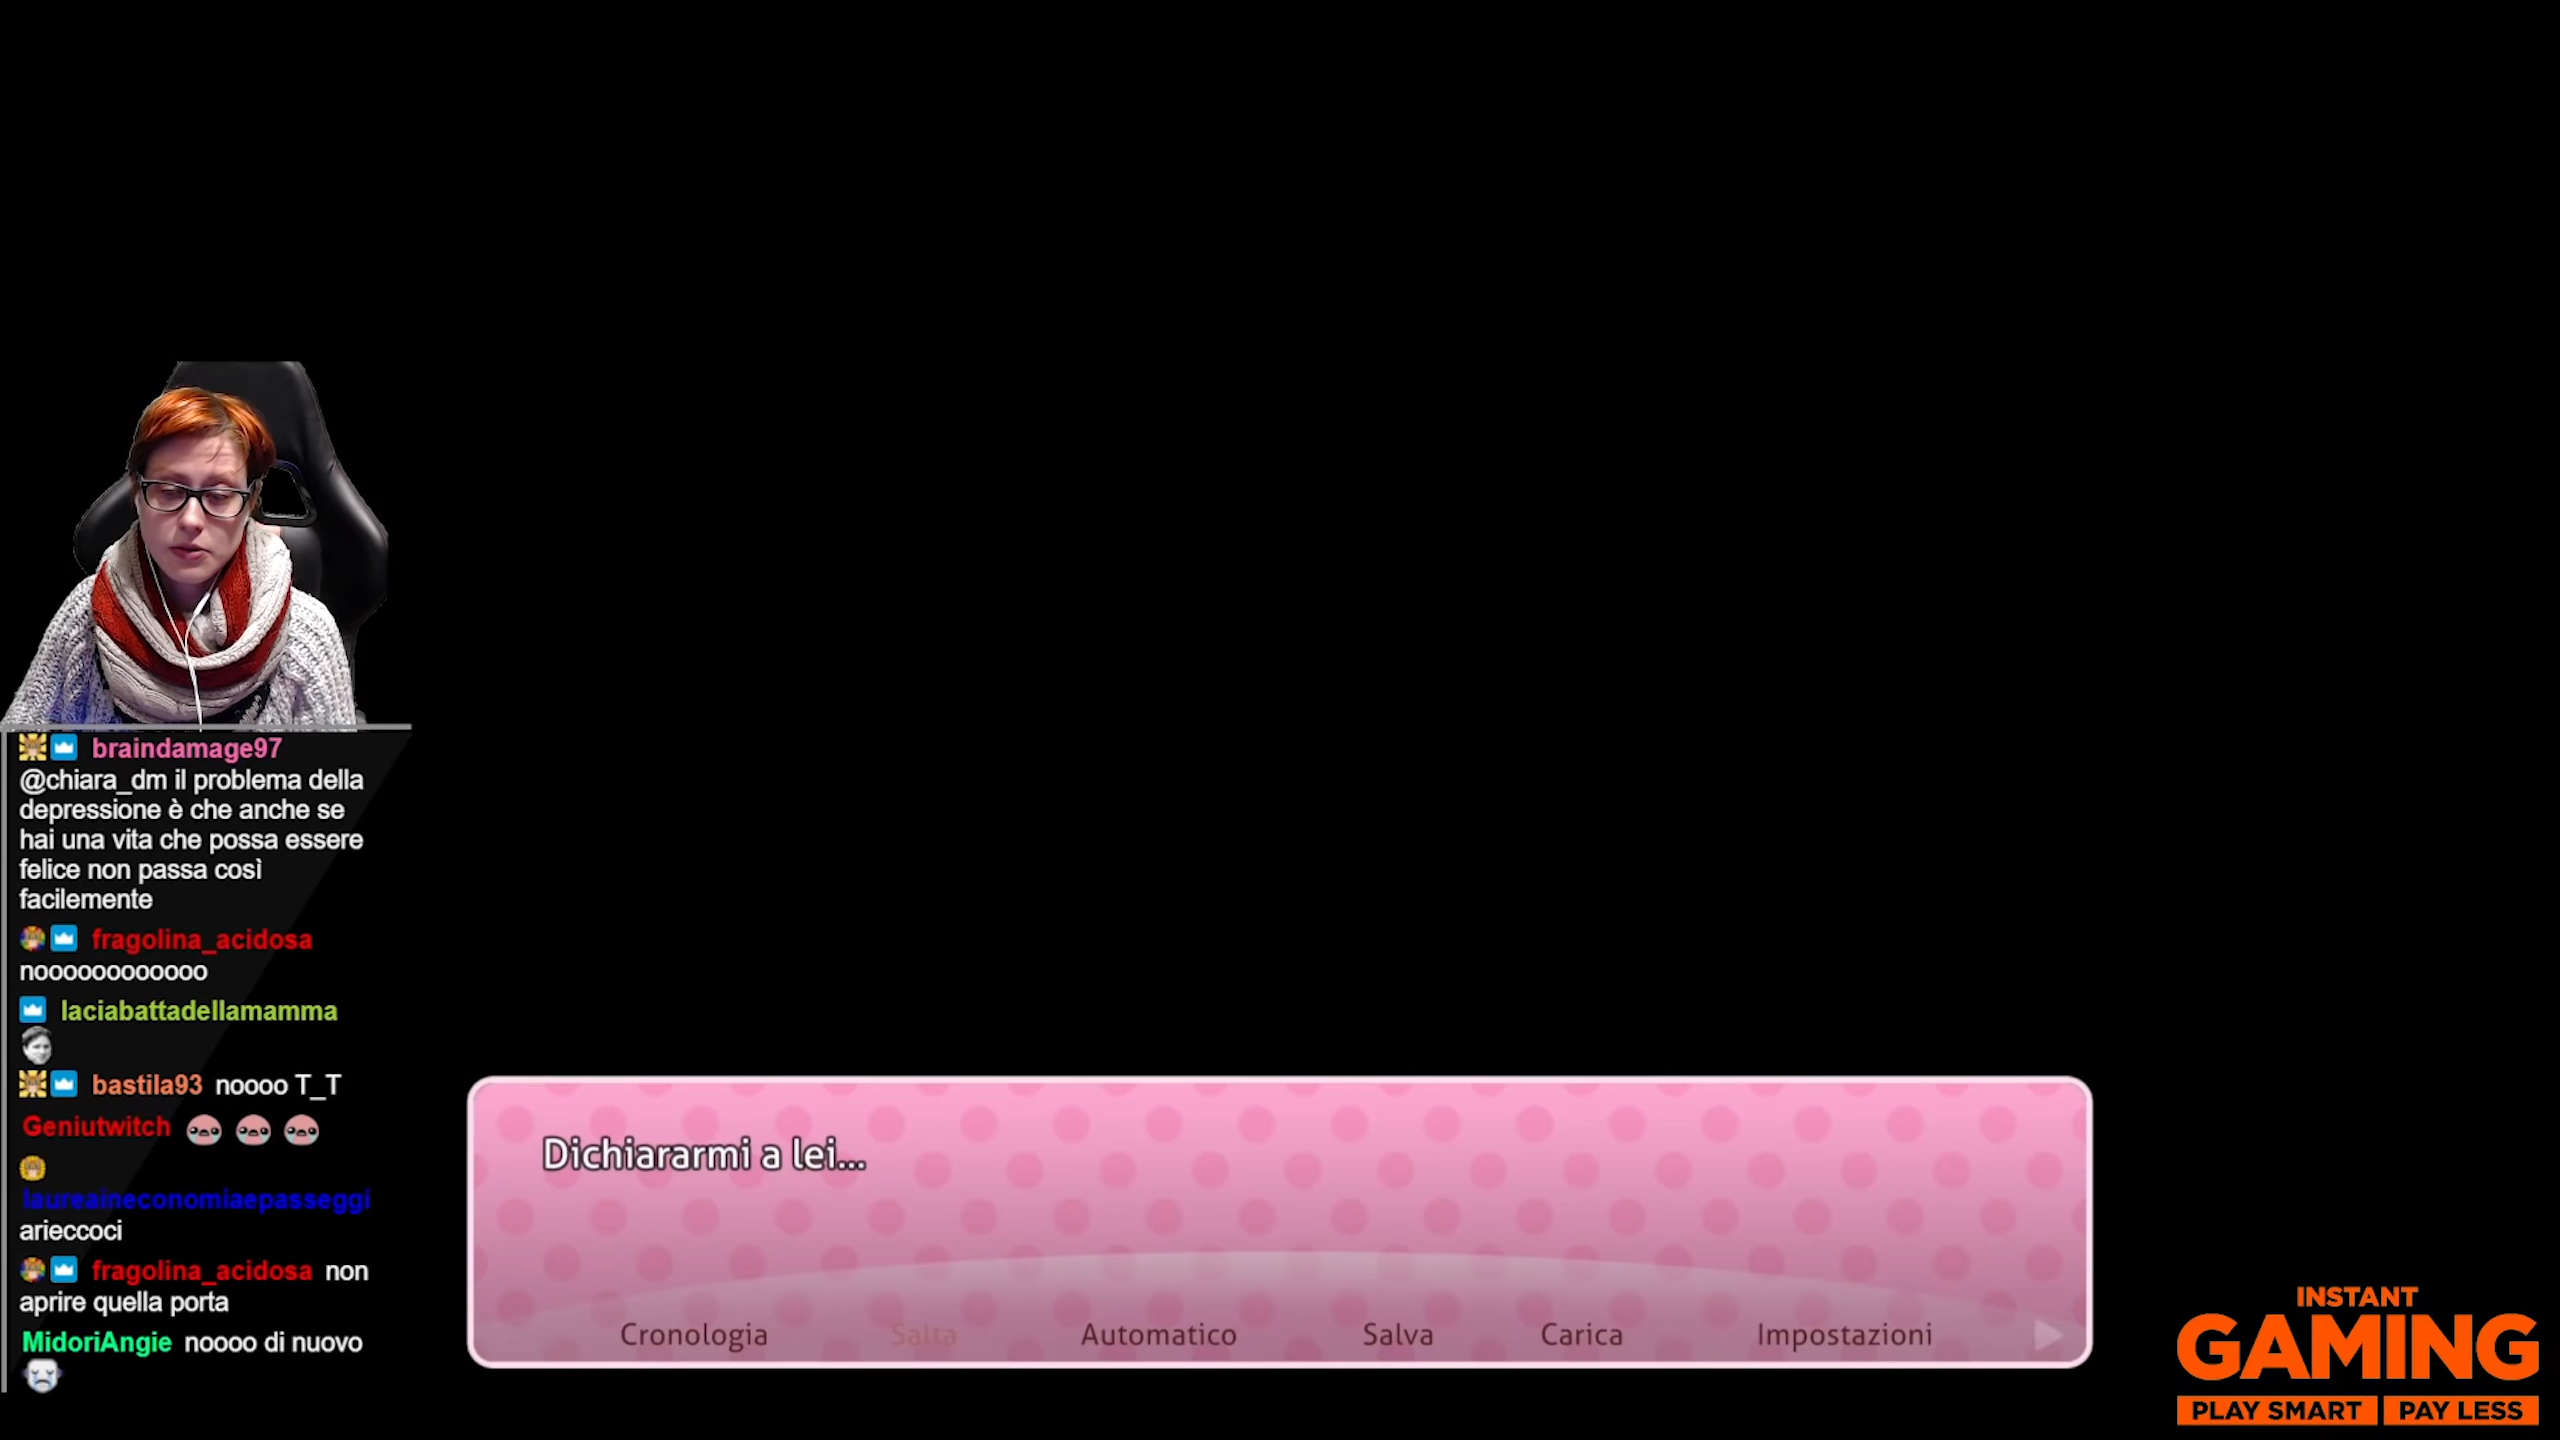 braindamage97
@chiara_dm il problema della
depressione è che anche se
hai una vita che possa essere
felice non passa così
facilemente
fragolina_acidosa
nooooooooooooo
laciabattadellamamma
bastila93 noooo T_T
Geniutwitch
laureaineconomiaepasseggi
arieccoci
fragolina_acidosa non
aprire quella porta
MidoriAngie noooo di nuovo
Dichiararmi a lei...
Cronologia Salta Automatico Salva Carica Impostazioni
INSTANT
GAMING
PLAY SMART PAY LESS